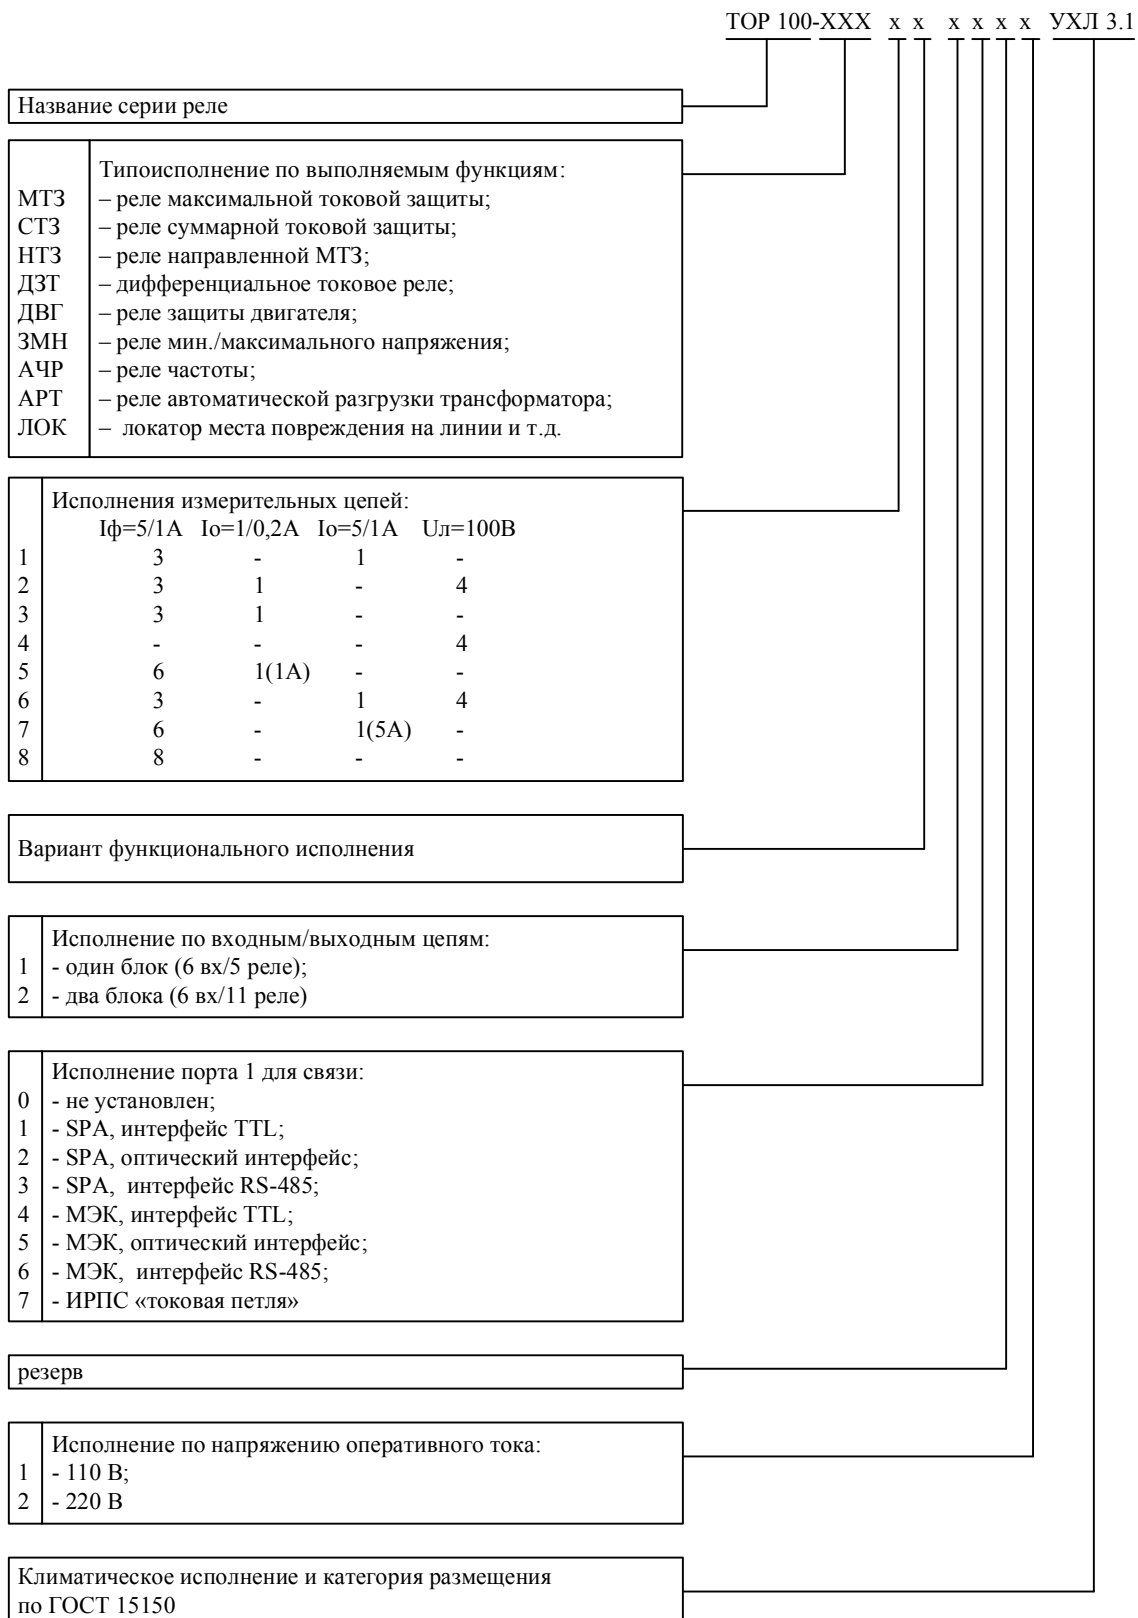 ТОР 100-XXX х х х х х х УХЛ 3.1
Название серии реле
Типоисполнение по выполняемым функциям:
МТЗ – реле максимальной токовой защиты;
СТЗ – реле суммарной токовой защиты;
НТЗ – реле направленной МТЗ;
ДЗТ – дифференциальное токовое реле;
ДВГ – реле защиты двигателя;
ЗМН – реле мин./максимального напряжения;
АЧР – реле частоты;
АРТ – реле автоматической разгрузки трансформатора;
ЛОК – локатор места повреждения на линии и т.д.
Исполнения измерительных цепей:
Iф=5/1А Iо=1/0,2А Iо=5/1А Uл=100В
1 3 - 1 -
2 3 1 - 4
3 3 1 - -
4 - - - 4
5 6 1(1А) - -
6 3 - 1 4
7 6 - 1(5А) -
8 8 - - -
Вариант функционального исполнения
Исполнение по входным/выходным цепям:
1 - один блок (6 вх/5 реле);
2 - два блока (6 вх/11 реле)
Исполнение порта 1 для связи:
0 - не установлен;
1 - SPA, интерфейс TTL;
2 - SPA, оптический интерфейс;
3 - SPA, интерфейс RS-485;
4 - МЭК, интерфейс TTL;
5 - МЭК, оптический интерфейс;
6 - МЭК, интерфейс RS-485;
7 - ИРПС «токовая петля»
резерв
Исполнение по напряжению оперативного тока:
1 - 110 В;
2 - 220 В
Климатическое исполнение и категория размещения
по ГОСТ 15150